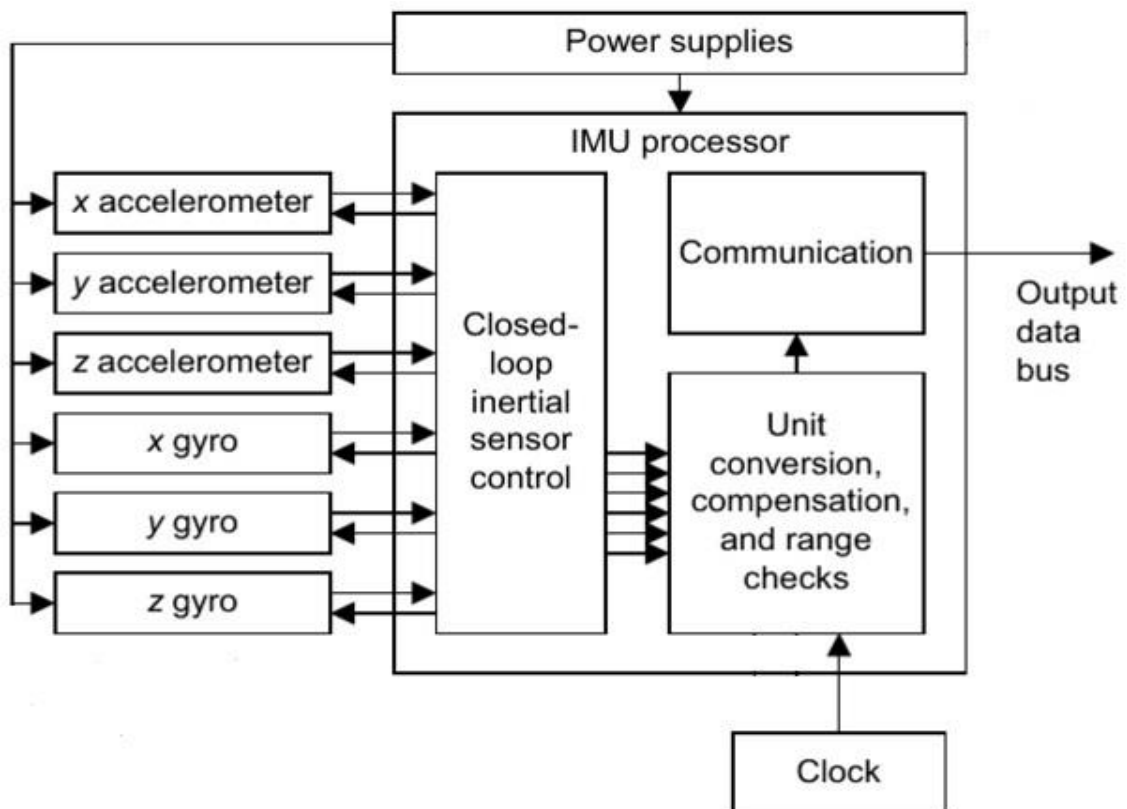 Power supplies
IMU processor
x accelerometer
y accelerometer
z accelerometer
x gyro
y gyro
z gyro
Closed-
loop
inertial
sensor
control
Communication
Unit
conversion,
compensation,
and range
checks
Output
data
bus
Clock